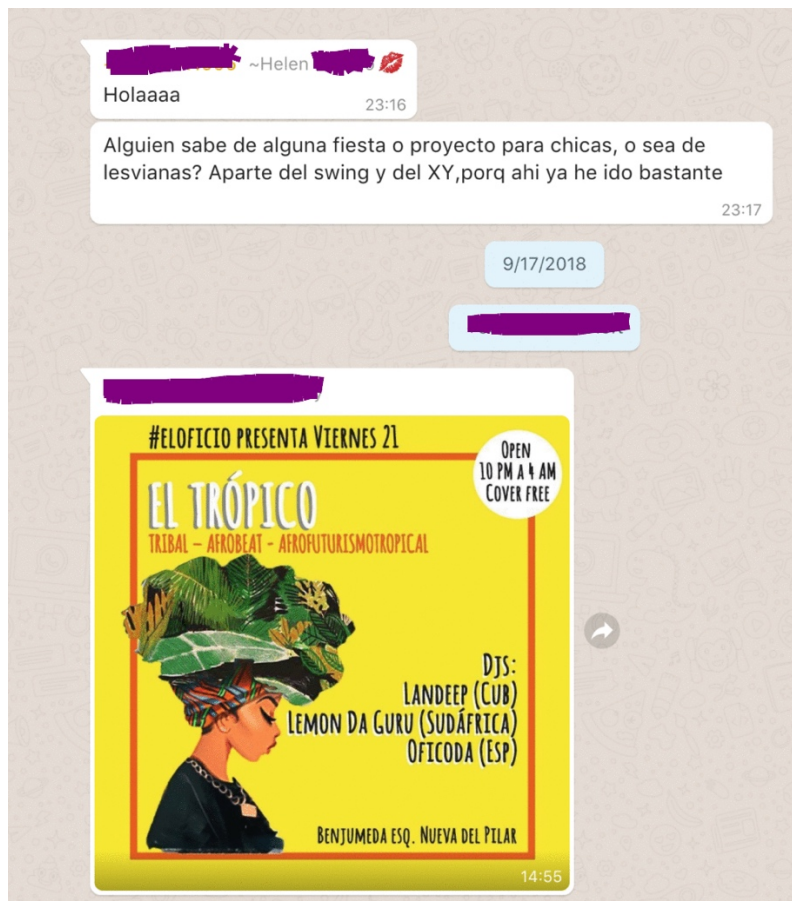 ~Helen
Holaaaa
23:16
Alguien sabe de alguna fiesta o proyecto para chicas, o sea de
lesvianas? Aparte del swing y del XY,porq ahi ya he ido bastante
23:17
9/17/2018
#ELOFICIO PRESENTA VIERNES 21
OPEN
10 PM A 4 AM
COVER FREE
EL TRÓPICO
TRIBAL – AFROBEAT - AFROFUTURISMOTROPICAL
DJS:
LANDEEP (CUB)
LEMON DA GURU (SUDÁFRICA)
OFICODA (ESP)
BENJUMEDA ESQ. NUEVA DEL PILAR
14:55